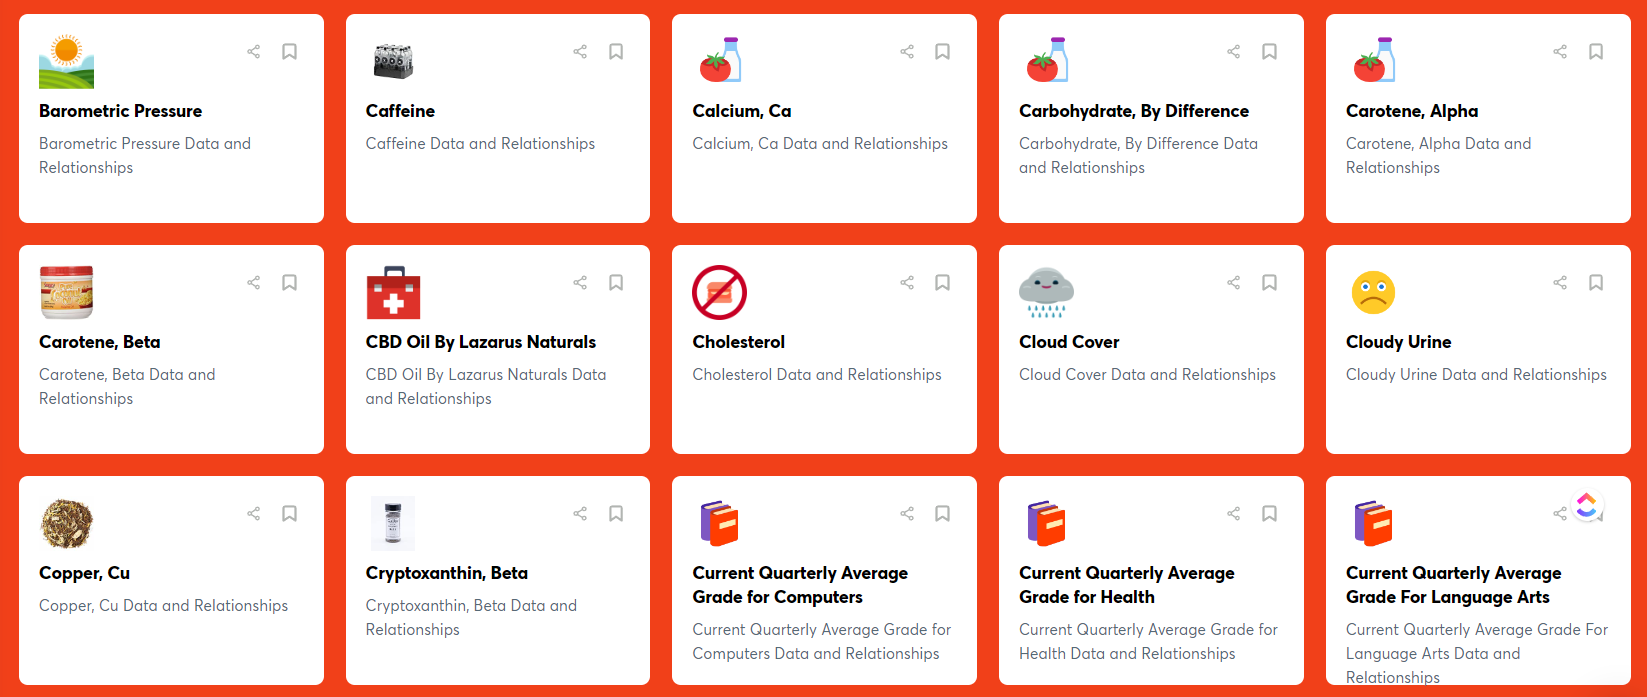 Barometric Pressure
Barometric Pressure Data and
Relationships
Caffeine
Caffeine Data and Relationships
Calcium, Ca
Calcium, Ca Data and Relationships
Carbohydrate, By Difference
Carbohydrate, By Difference Data
and Relationships
Carotene, Alpha
Carotene, Alpha Data and
Relationships
Carotene, Beta
Carotene, Beta Data and
Relationships
CBD Oil By Lazarus Naturals
CBD Oil By Lazarus Naturals Data
and Relationships
Cholesterol
Cholesterol Data and Relationships
Cloud Cover
Cloud Cover Data and Relationships
Cloudy Urine
Cloudy Urine Data and Relationships
Copper, Cu
Copper, Cu Data and Relationships
Cryptoxanthin, Beta
Cryptoxanthin, Beta Data and
Relationships
Current Quarterly Average
Grade for Computers
Current Quarterly Average Grade for
Computers Data and Relationships
Current Quarterly Average
Grade for Health
Current Quarterly Average Grade for
Health Data and Relationships
Current Quarterly Average
Grade For Language Arts
Current Quarterly Average Grade For
Language Arts Data and
Relationships